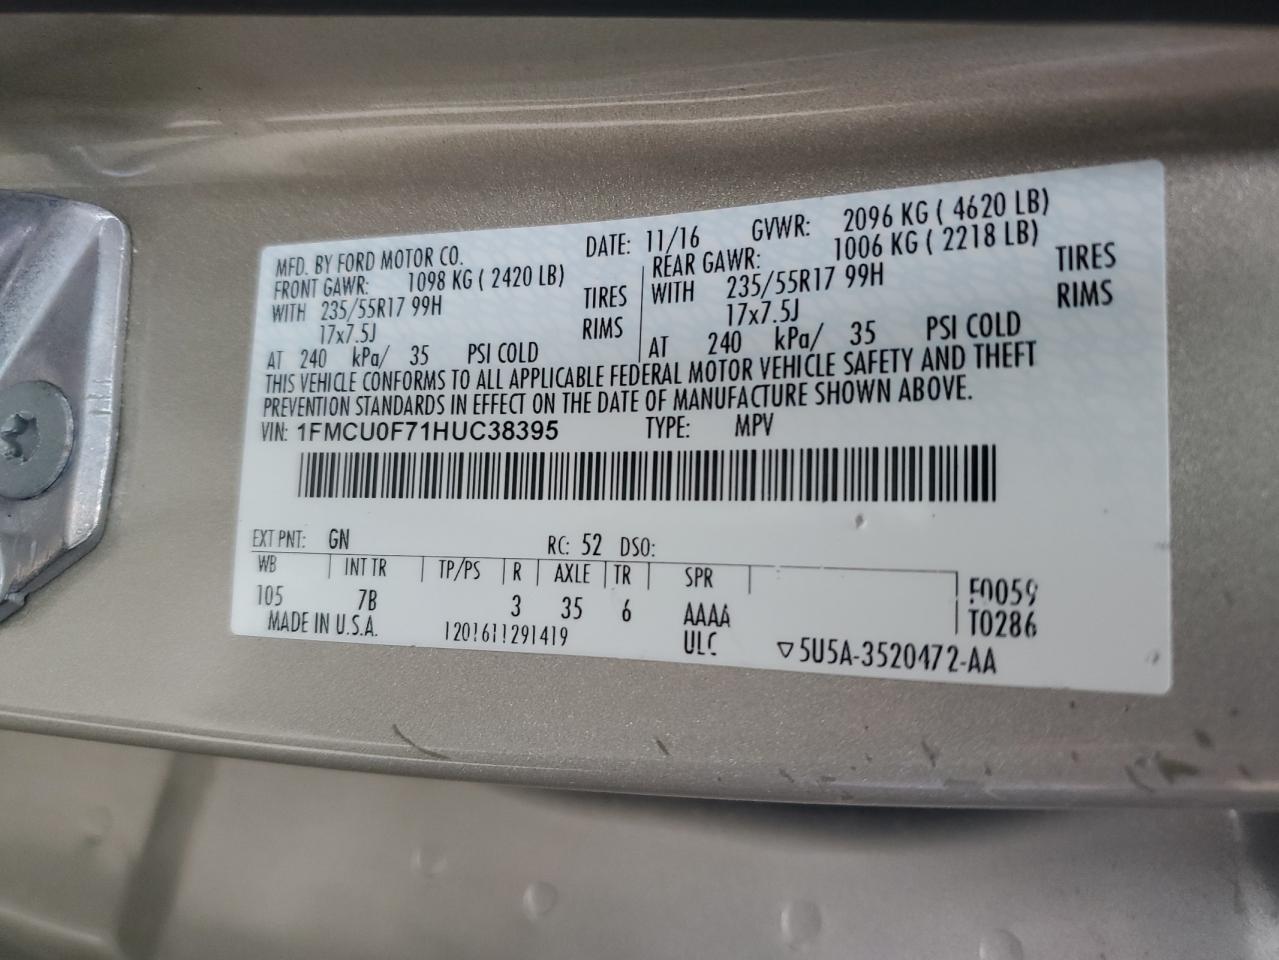 MFD. BY FORD MOTOR CO. DATE: 11/16 GVWR: 2096 KG ( 4620 LB)
FRONT GAWR: 1098 KG ( 2420 LB) REAR GAWR: 1006 KG ( 2218 LB)
WITH 235/55R17 99H TIRES WITH 235/55R17 99H TIRES
17x7.5J RIMS 17x7.5J RIMS
AT 240 kPa/ 35 PSI COLD AT 240 kPa/ 35 PSI COLD
THIS VEHICLE CONFORMS TO ALL APPLICABLE FEDERAL MOTOR VEHICLE SAFETY AND THEFT
PREVENTION STANDARDS IN EFFECT ON THE DATE OF MANUFACTURE SHOWN ABOVE.
VIN: 1FMCU0F71HUC38395 TYPE: MPV
EXT PNT: GN RC: 52 DSO:
WB INT TR TP/PS R AXLE TR SPR
105 7B 3 35 6 AAAA F0059
MADE IN U.S.A. 1201611291419 ULC T0286
▽5U5A-3520472-AA